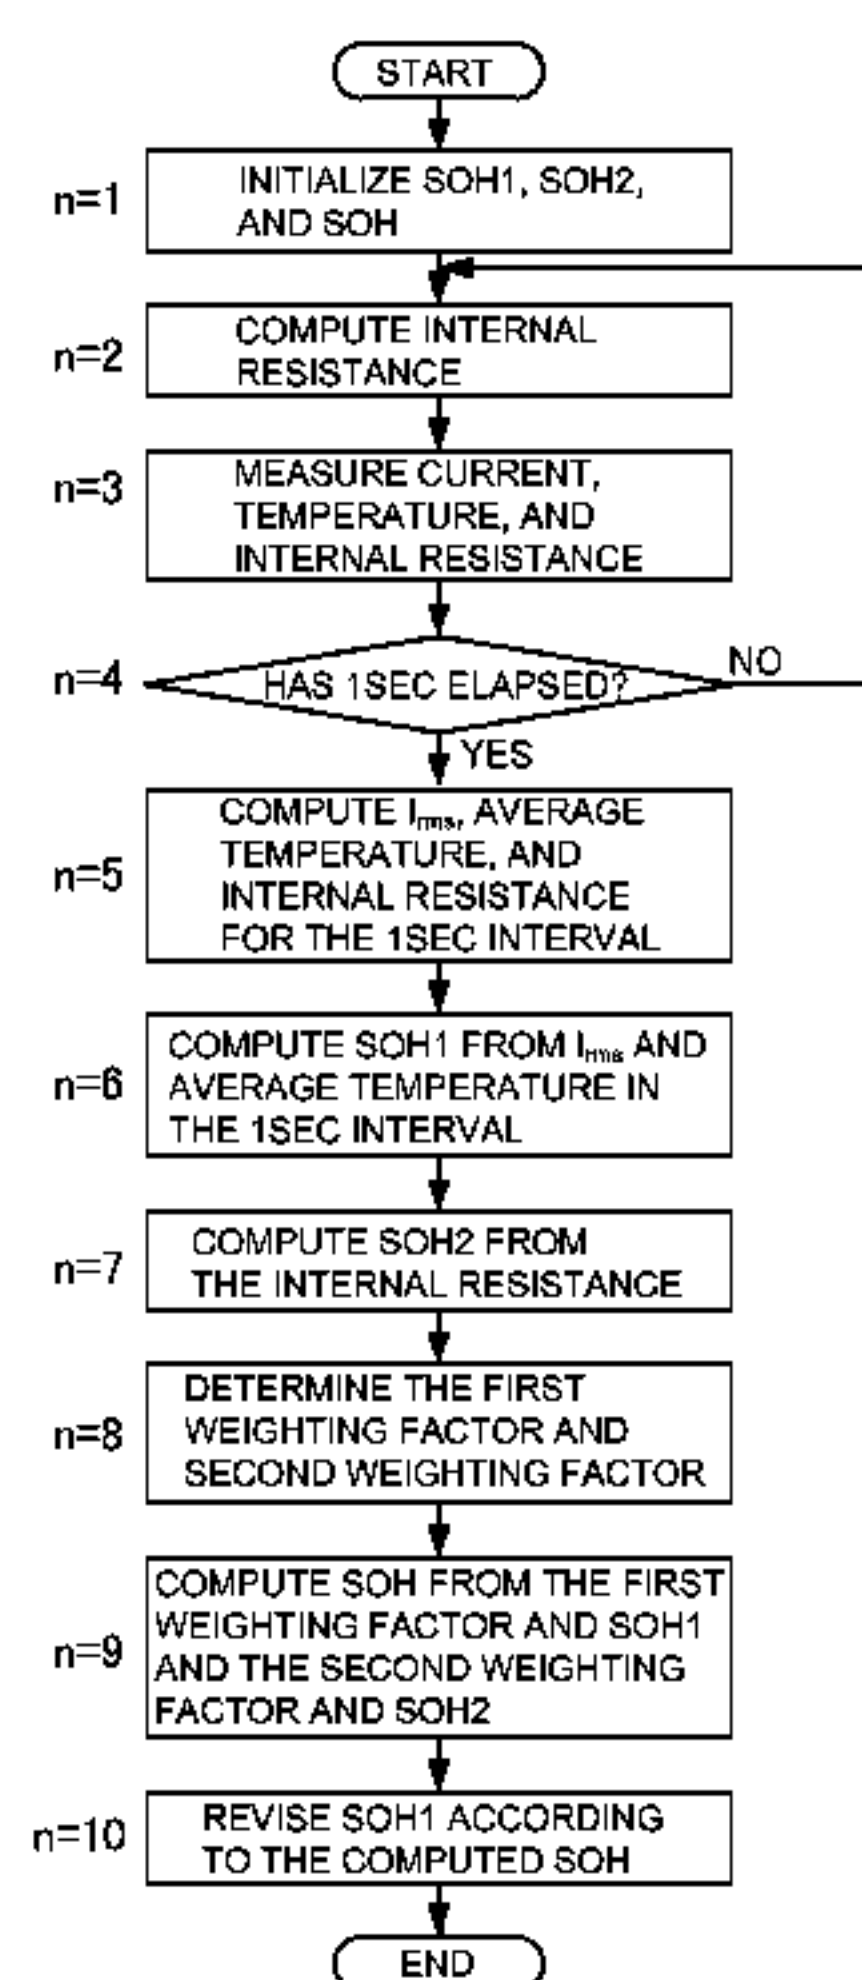 START
n=1
INITIALIZE SOH1, SOH2,
AND SOH
n=2
COMPUTE INTERNAL
RESISTANCE
n=3
MEASURE CURRENT,
TEMPERATURE, AND
INTERNAL RESISTANCE
n=4
HAS 1SEC ELAPSED?
NO
YES
n=5
COMPUTE Irms, AVERAGE
TEMPERATURE, AND
INTERNAL RESISTANCE
FOR THE 1SEC INTERVAL
n=6
COMPUTE SOH1 FROM Irms AND
AVERAGE TEMPERATURE IN
THE 1SEC INTERVAL
n=7
COMPUTE SOH2 FROM
THE INTERNAL RESISTANCE
n=8
DETERMINE THE FIRST
WEIGHTING FACTOR AND
SECOND WEIGHTING FACTOR
n=9
COMPUTE SOH FROM THE FIRST
WEIGHTING FACTOR AND SOH1
AND THE SECOND WEIGHTING
FACTOR AND SOH2
n=10
REVISE SOH1 ACCORDING
TO THE COMPUTED SOH
END